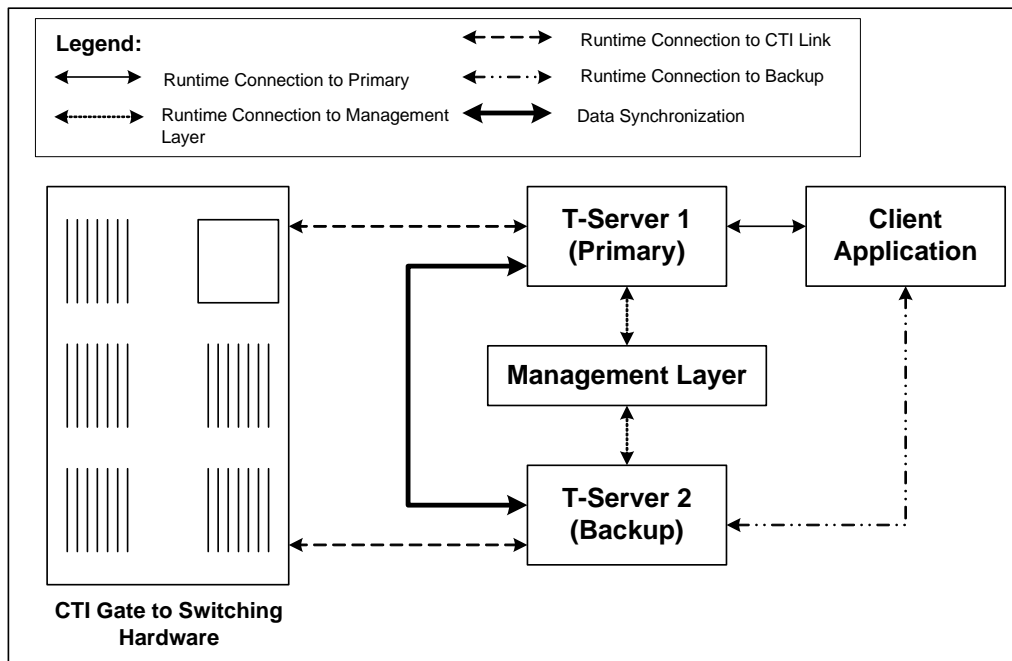 Legend:
Runtime Connection to Primary
Runtime Connection to Management
Layer
Runtime Connection to CTI Link
Runtime Connection to Backup
Data Synchronization
T-Server 1
(Primary)
Client
Application
Management Layer
T-Server 2
(Backup)
CTI Gate to Switching
Hardware